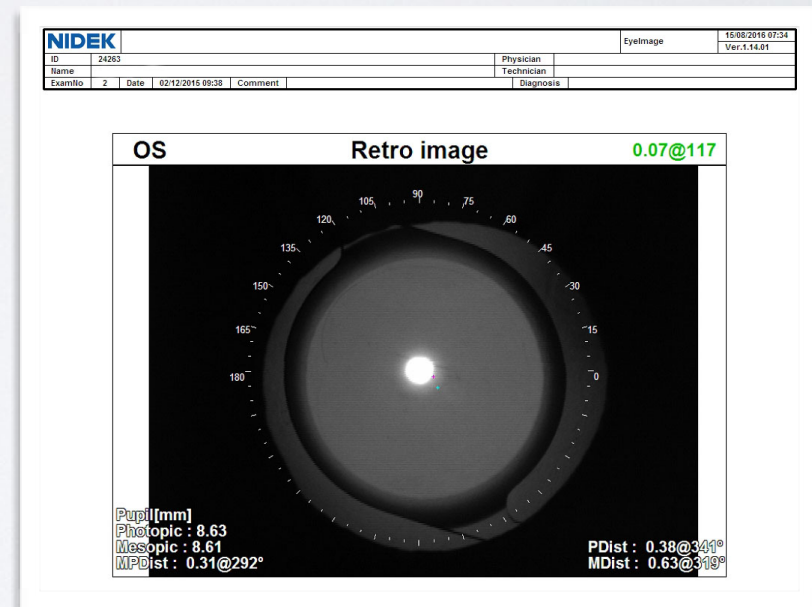 NIDEK EyeImage 15/08/2016 07:34
Ver.1.14.01
ID 24263 Physician
Name Technician
ExamNo 2 Date 02/12/2015 09:38 Comment Diagnosis
OS Retro image 0.07@117
90
105 75
120 60
135 45
150 30
165 15
180 0
Pupil[mm]
Photopic : 8.63
Mesopic : 8.61
MPDist : 0.31@292°
PDist : 0.38@341°
MDist : 0.63@319°